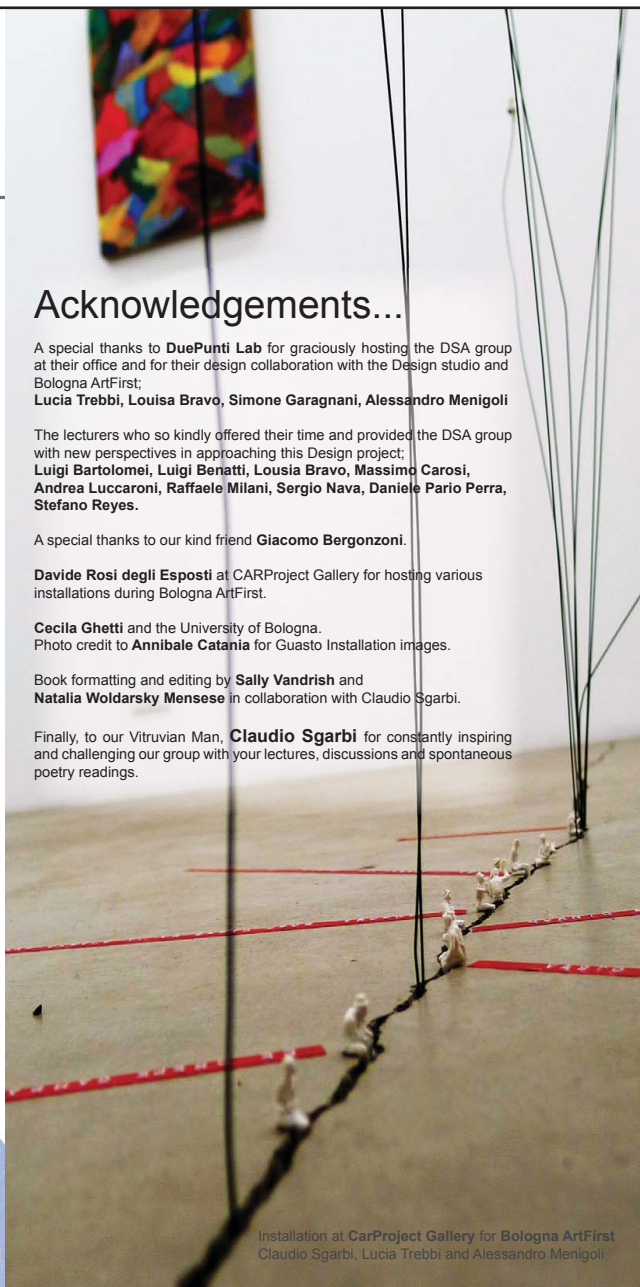 Acknowledgements...
A special thanks to DuePunti Lab for graciously hosting the DSA group
at their office and for their design collaboration with the Design studio and
Bologna ArtFirst;
Lucia Trebbi, Louisa Bravo, Simone Garagnani, Alessandro Menigoli
The lecturers who so kindly offered their time and provided the DSA group
with new perspectives in approaching this Design project;
Luigi Bartolomei, Luigi Benatti, Lousia Bravo, Massimo Carosi,
Andrea Luccaroni, Raffaele Milani, Sergio Nava, Daniele Pario Perra,
Stefano Reyes.
A special thanks to our kind friend Giacomo Bergonzoni.
Davide Rosi degli Esposti at CARProject Gallery for hosting various
installations during Bologna ArtFirst.
Cecila Ghetti and the University of Bologna.
Photo credit to Annibale Catania for Guasto Installation images.
Book formatting and editing by Sally Vandrish and
Natalia Woldarsky Mensese in collaboration with Claudio Sgarbi.
Finally, to our Vitruvian Man, Claudio Sgarbi for constantly inspiring
and challenging our group with your lectures, discussions and spontaneous
poetry readings.
Installation at CarProject Gallery for Bologna ArtFirst
Claudio Sgarbi, Lucia Trebbi and Alessandro Menigoli